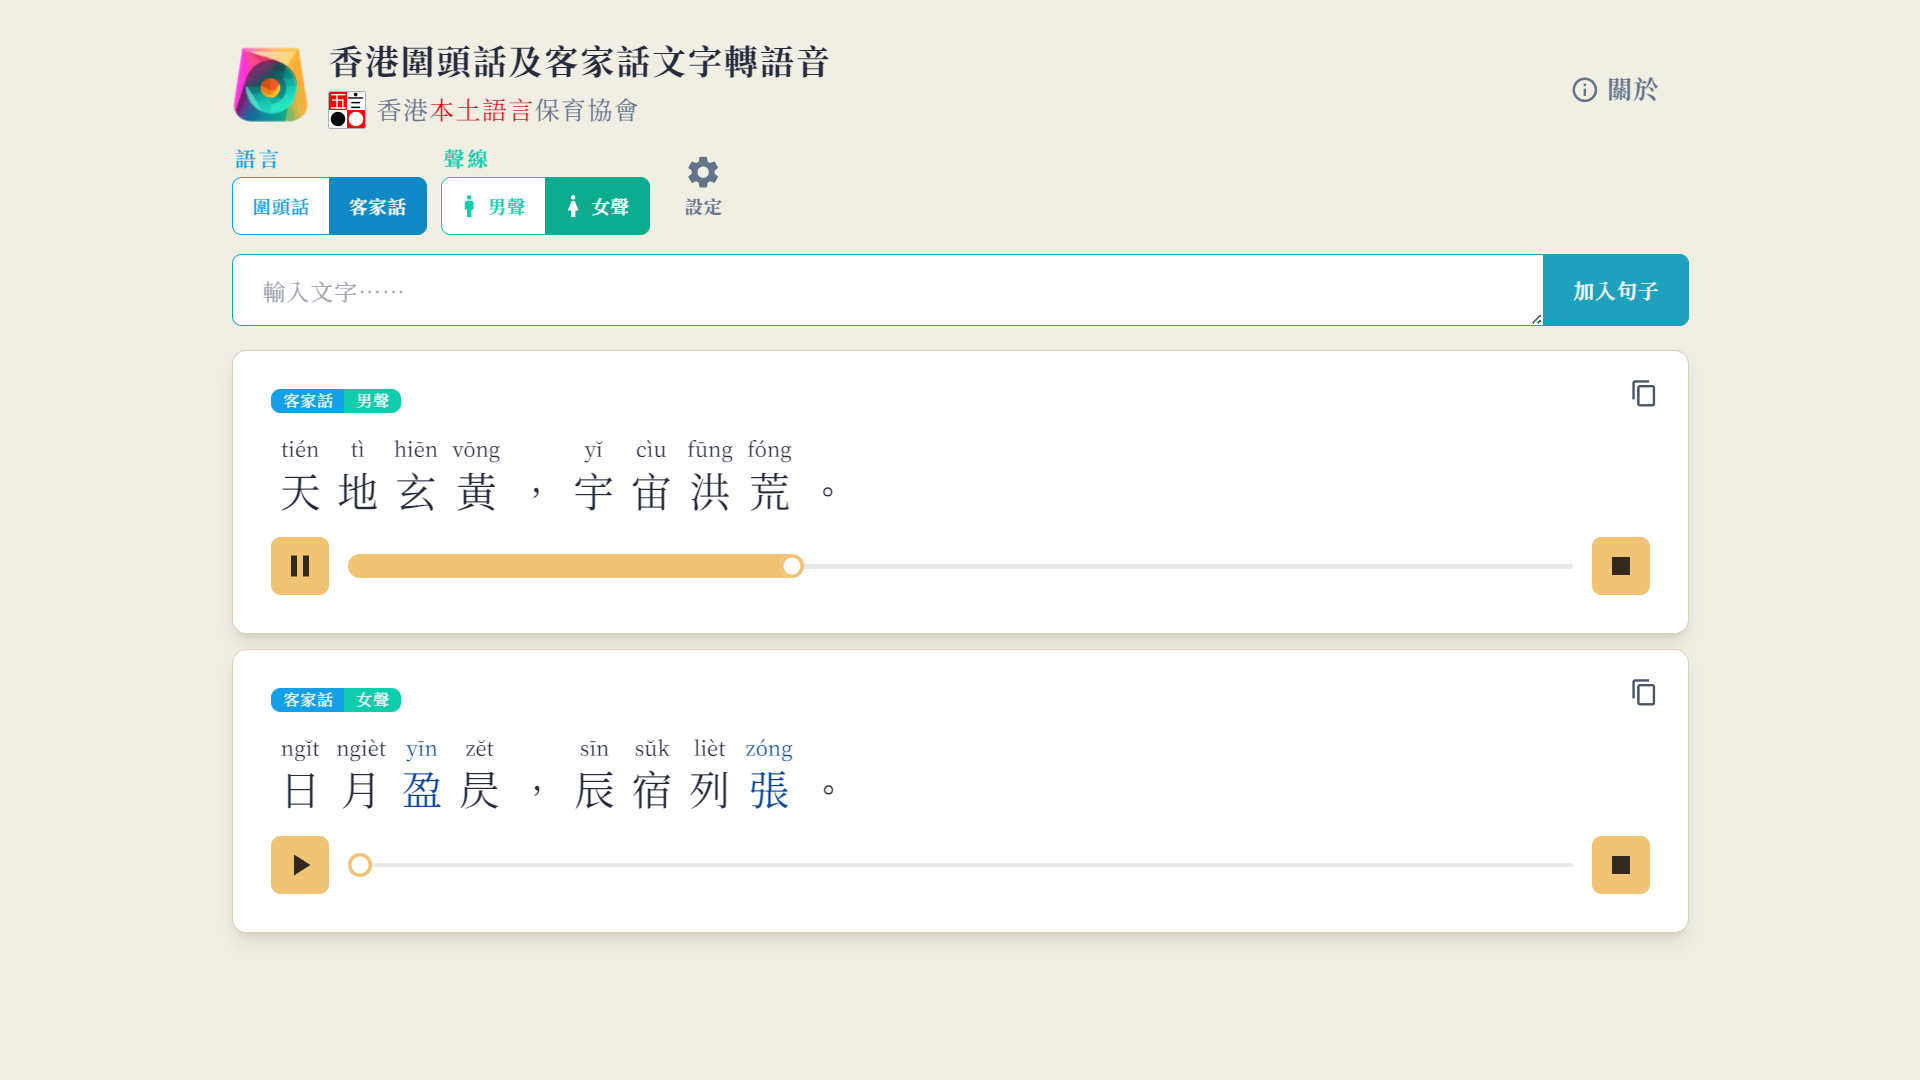 香港圍頭話及客家話文字轉語音
香港本土語言保育協會
關於
語言
聲線
圍頭話
客家話
男聲
女聲
設定
輸入文字⋯⋯
加入句子
客家話 男聲
tién tì hiēn vōng yǐ cìu fūng fóng
天地玄黃，宇宙洪荒。
客家話 女聲
ngǐt ngièt yīn zět sīn sǔk lièt zóng
日月盈昃，辰宿列張。